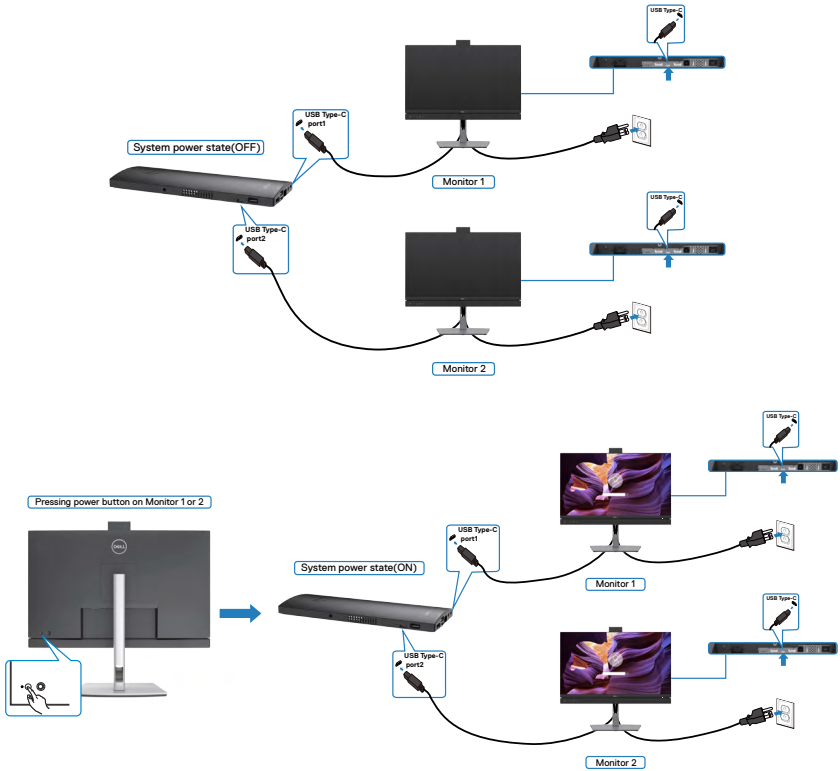 USB Type-C
USB Type-C
port1
System power state(OFF)
Monitor 1
USB Type-C
USB Type-C
port2
Monitor 2
USB Type-C
Pressing power button on Monitor 1 or 2
DELL
USB Type-C
port1
System power state(ON)
Monitor 1
USB Type-C
USB Type-C
port2
Monitor 2